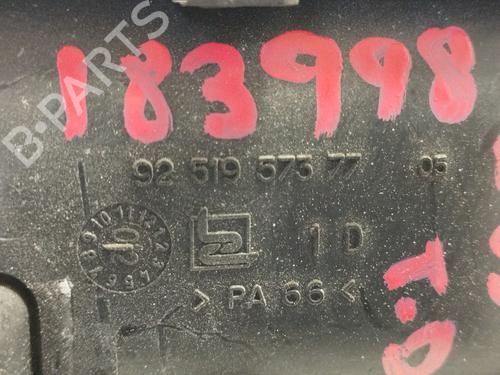 183998
B-PARTS
92 519 573 77 05
1 D
> PA 66 <
T.D